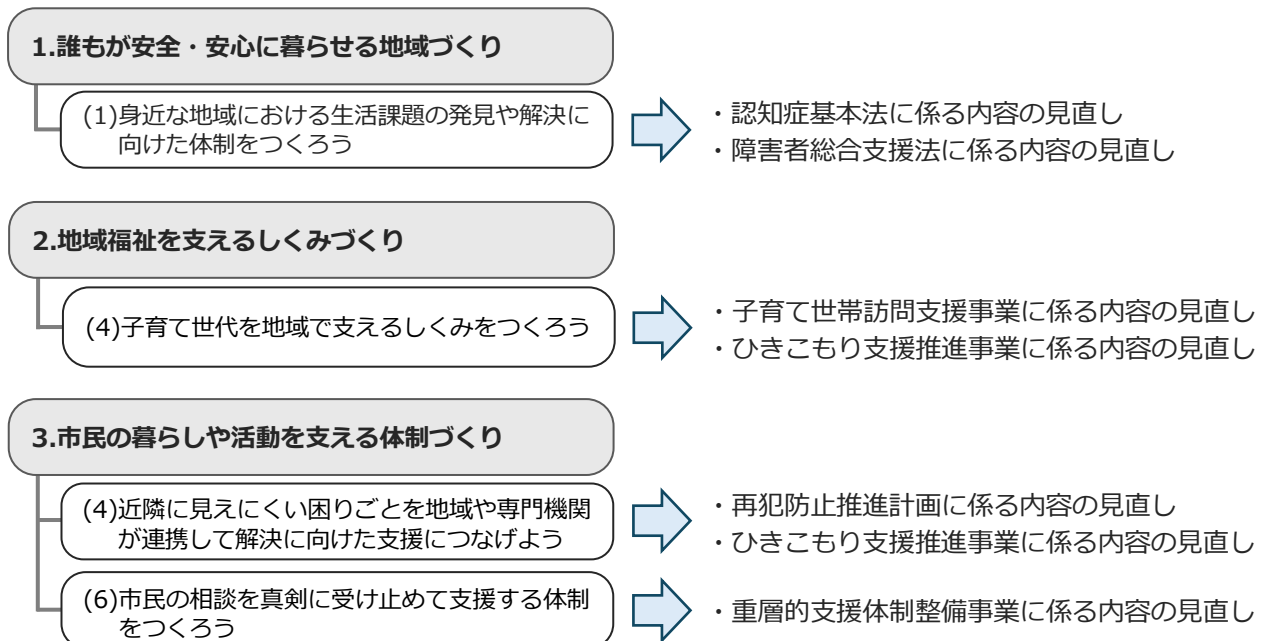 1.誰もが安全・安心に暮らせる地域づくり
(1)身近な地域における生活課題の発見や解決に
向けた体制をつくろう
・認知症基本法に係る内容の見直し
・障害者総合支援法に係る内容の見直し
2.地域福祉を支えるしくみづくり
(4)子育て世代を地域で支えるしくみをつくろう
・子育て世帯訪問支援事業に係る内容の見直し
・ひきこもり支援推進事業に係る内容の見直し
3.市民の暮らしや活動を支える体制づくり
(4)近隣に見えにくい困りごとを地域や専門機関
が連携して解決に向けた支援につなげよう
・再犯防止推進計画に係る内容の見直し
・ひきこもり支援推進事業に係る内容の見直し
(6)市民の相談を真剣に受け止めて支援する体制
をつくろう
・重層的支援体制整備事業に係る内容の見直し